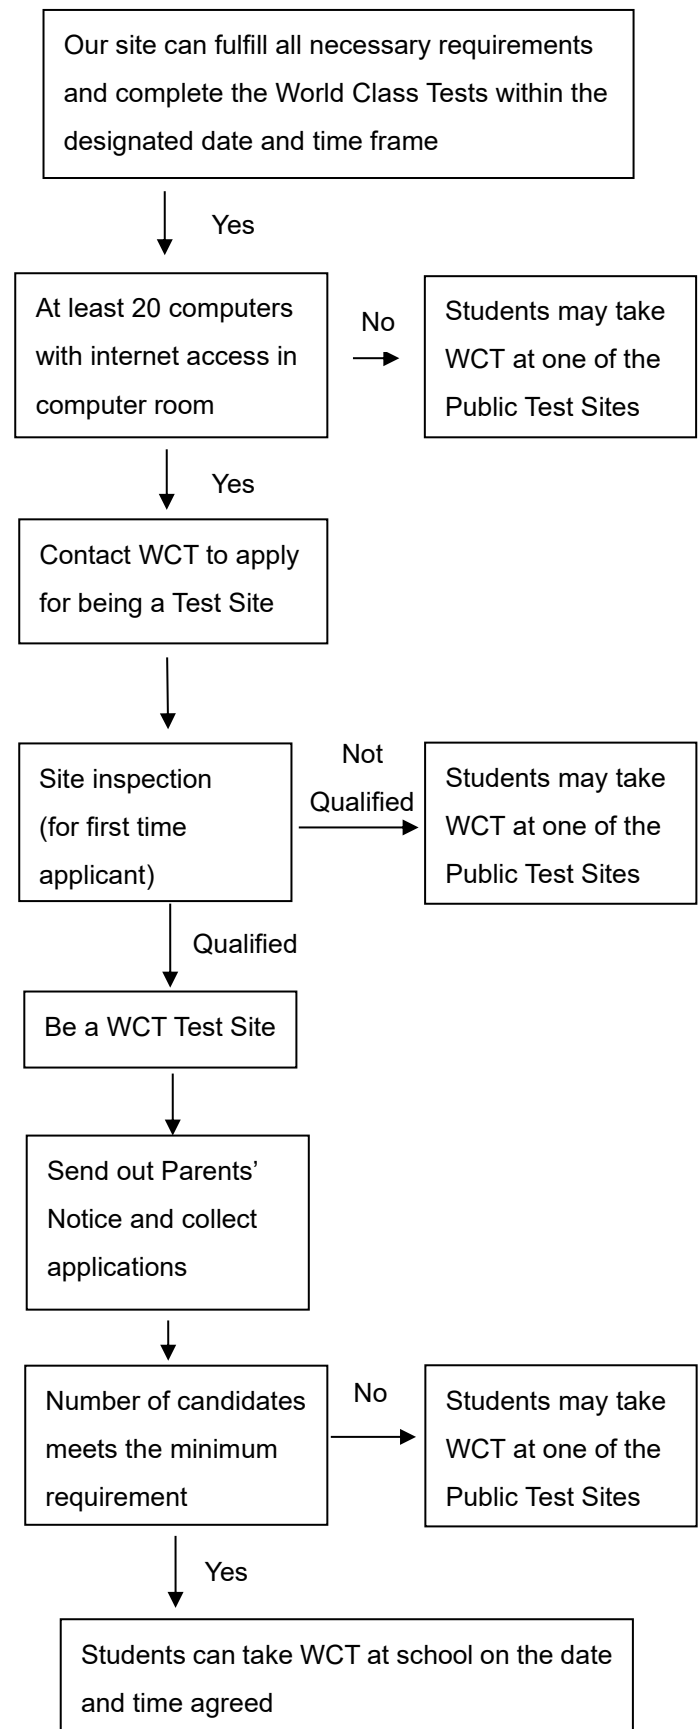 Our site can fulfill all necessary requirements
and complete the World Class Tests within the
designated date and time frame
Yes
At least 20 computers
with internet access in
computer room
No
Students may take
WCT at one of the
Public Test Sites
Yes
Contact WCT to apply
for being a Test Site
Site inspection
(for first time
applicant)
Not
Qualified
Students may take
WCT at one of the
Public Test Sites
Qualified
Be a WCT Test Site
Send out Parents’
Notice and collect
applications
Number of candidates
meets the minimum
requirement
No
Students may take
WCT at one of the
Public Test Sites
Yes
Students can take WCT at school on the date
and time agreed